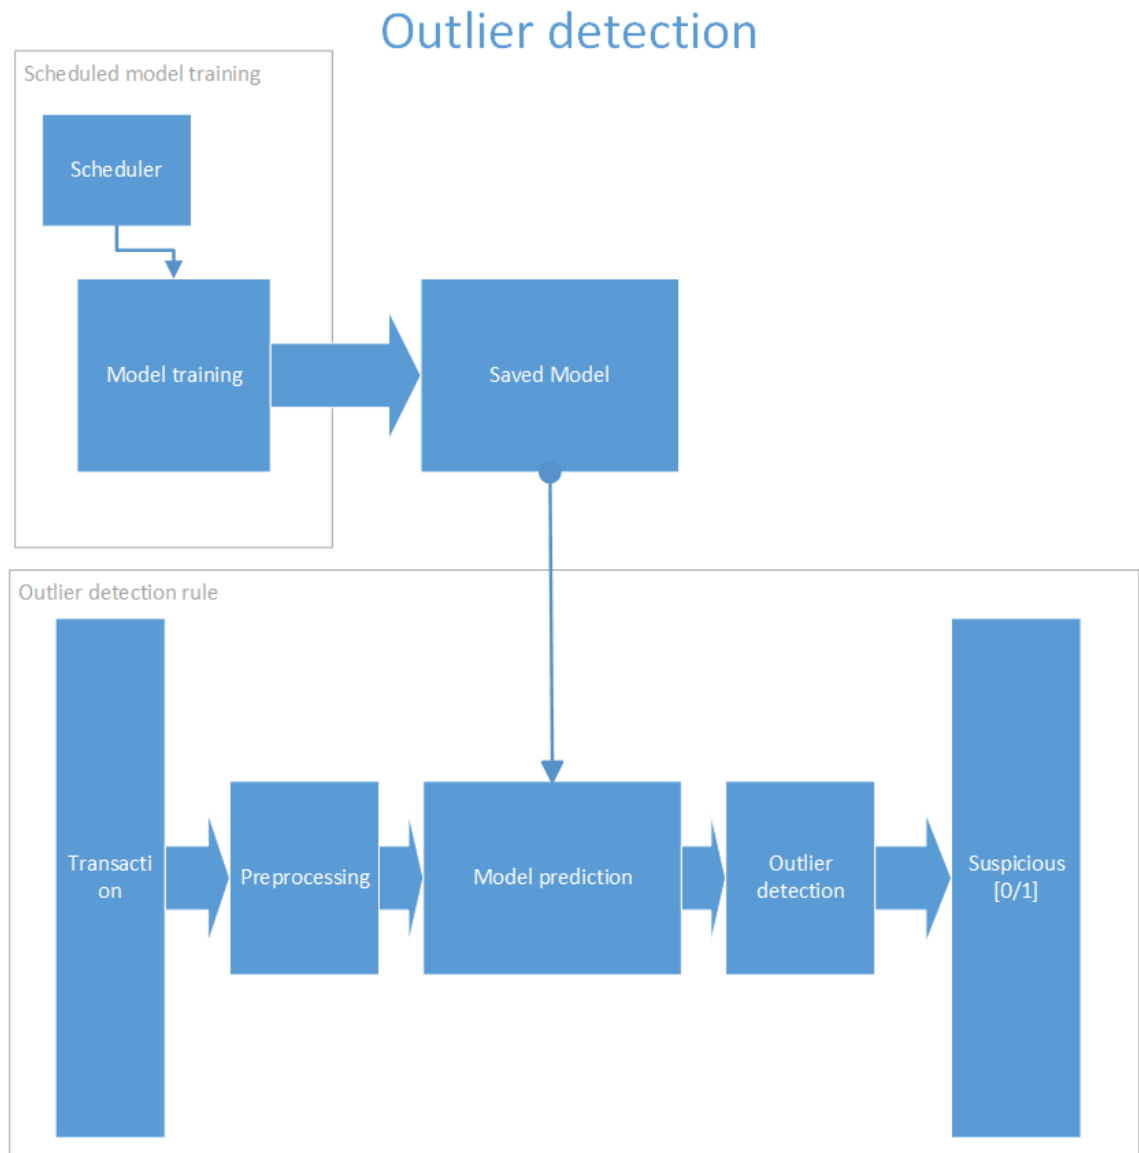 Outlier detection
Scheduled model training
Scheduler
Model training
Saved Model
Outlier detection rule
Transacti
on
Preprocessing
Model prediction
Outlier
detection
Suspicious
[0/1]